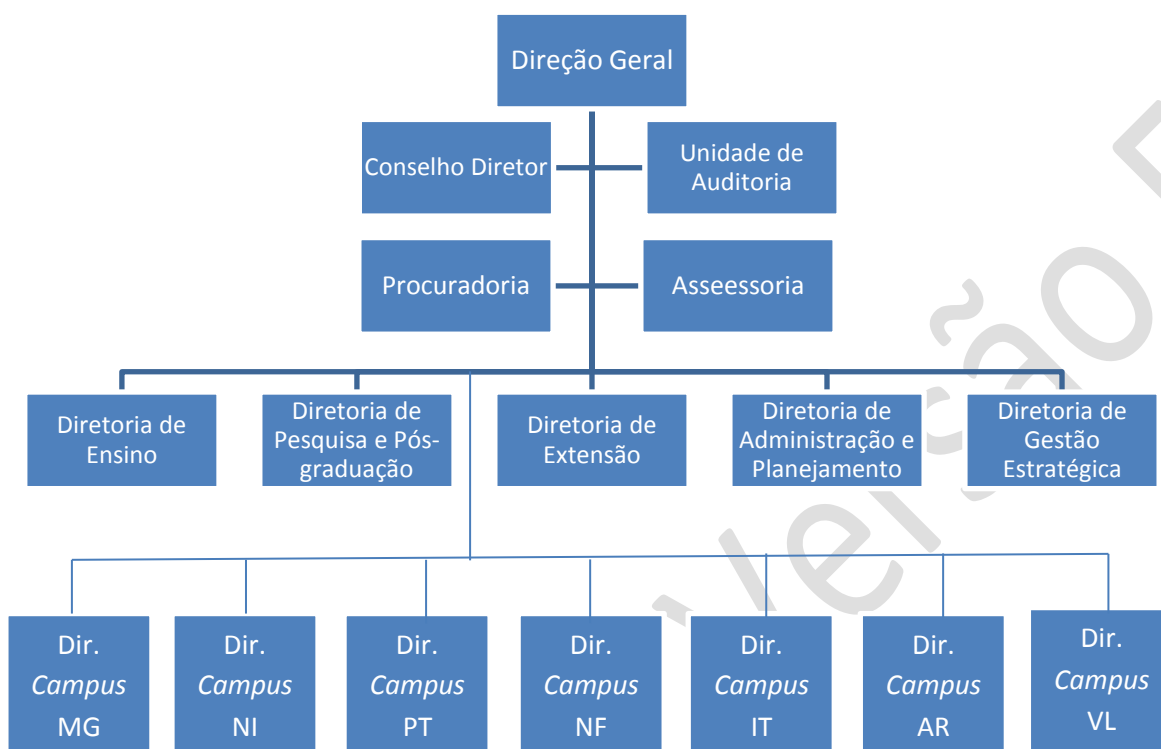 Direção Geral
Conselho Diretor
Unidade de
Auditoria
Procuradoria
Asseessoria
Diretoria de
Ensino
Diretoria de
Pesquisa e Pós-
graduação
Diretoria de
Extensão
Diretoria de
Administração e
Planejamento
Diretoria de
Gestão
Estratégica
Dir.
Campus
MG
Dir.
Campus
NI
Dir.
Campus
PT
Dir.
Campus
NF
Dir.
Campus
IT
Dir.
Campus
AR
Dir.
Campus
VL
Versão